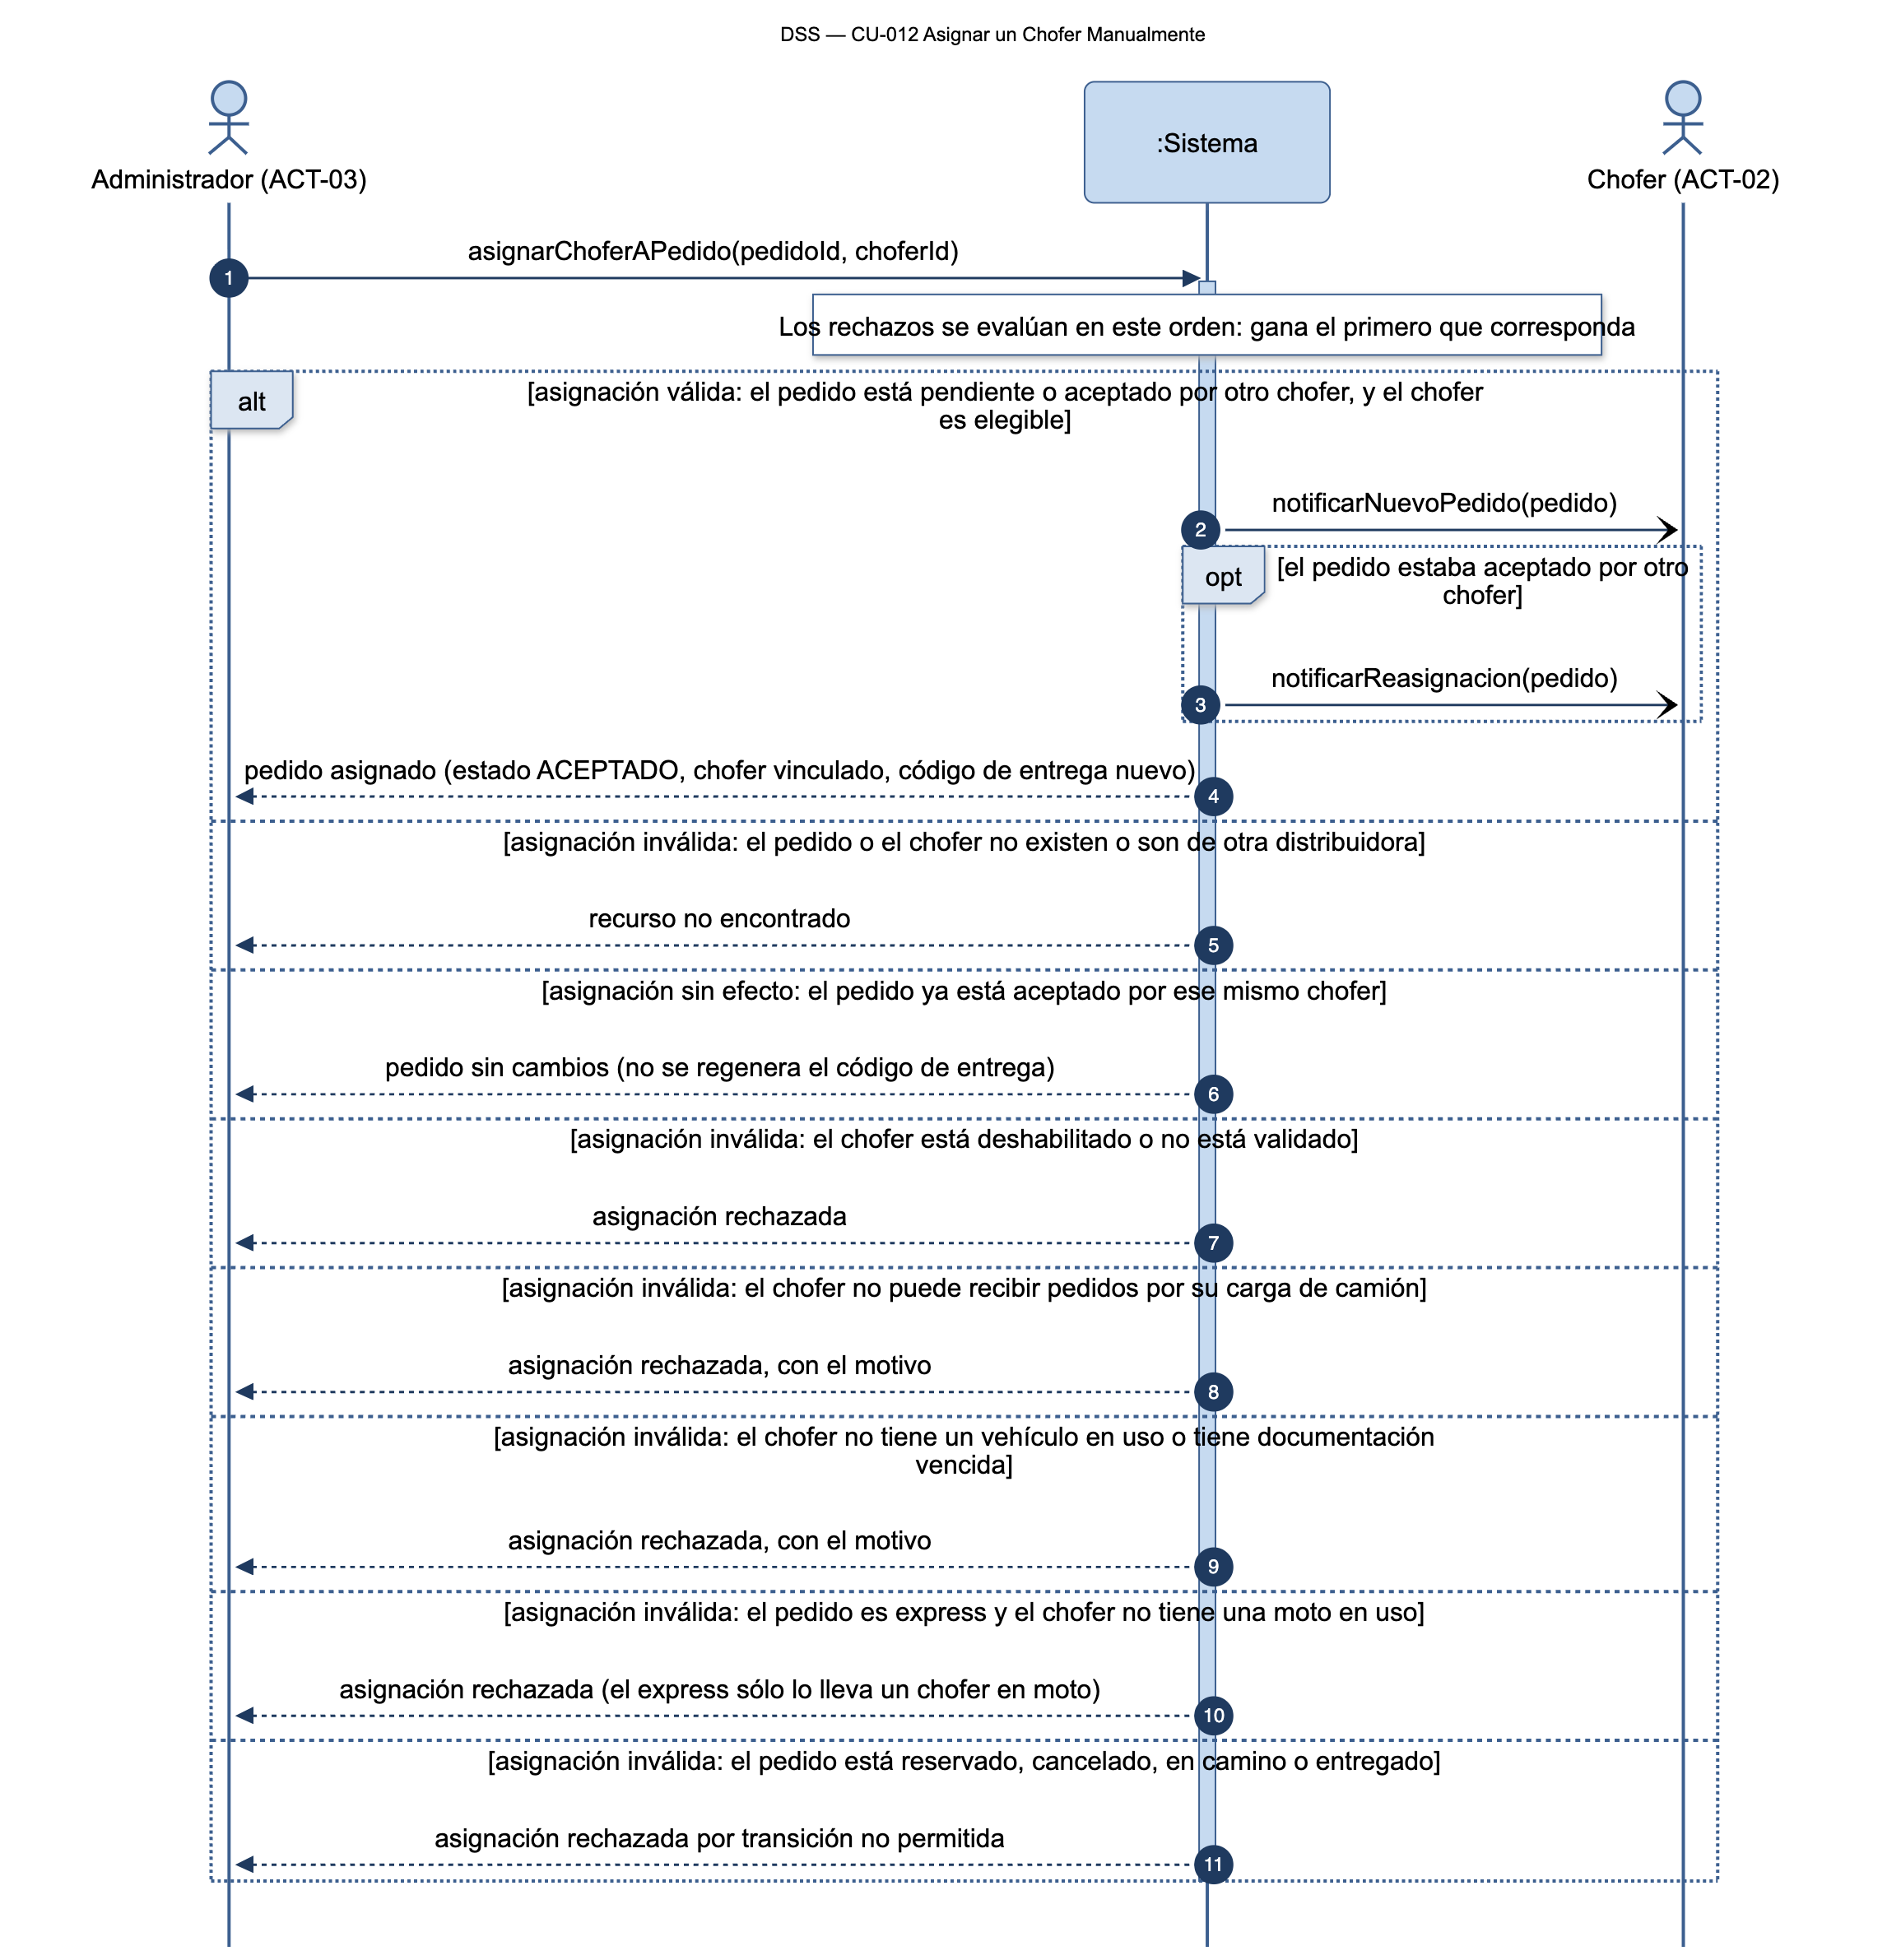 DSS — CU-012 Asignar un Chofer Manualmente
:Sistema
Administrador (ACT-03)
Chofer (ACT-02)
asignarChoferAPedido(pedidoId, choferId)
1
Los rechazos se evalúan en este orden: gana el primero que corresponda
alt
[asignación válida: el pedido está pendiente o aceptado por otro chofer, y el chofer
es elegible]
notificarNuevoPedido(pedido)
2
opt
[el pedido estaba aceptado por otro
chofer]
notificarReasignacion(pedido)
3
pedido asignado (estado ACEPTADO, chofer vinculado, código de entrega nuevo)
4
[asignación inválida: el pedido o el chofer no existen o son de otra distribuidora]
recurso no encontrado
5
[asignación sin efecto: el pedido ya está aceptado por ese mismo chofer]
pedido sin cambios (no se regenera el código de entrega)
6
[asignación inválida: el chofer está deshabilitado o no está validado]
asignación rechazada
7
[asignación inválida: el chofer no puede recibir pedidos por su carga de camión]
asignación rechazada, con el motivo
8
[asignación inválida: el chofer no tiene un vehículo en uso o tiene documentación
vencida]
asignación rechazada, con el motivo
9
[asignación inválida: el pedido es express y el chofer no tiene una moto en uso]
asignación rechazada (el express sólo lo lleva un chofer en moto)
10
[asignación inválida: el pedido está reservado, cancelado, en camino o entregado]
asignación rechazada por transición no permitida
11